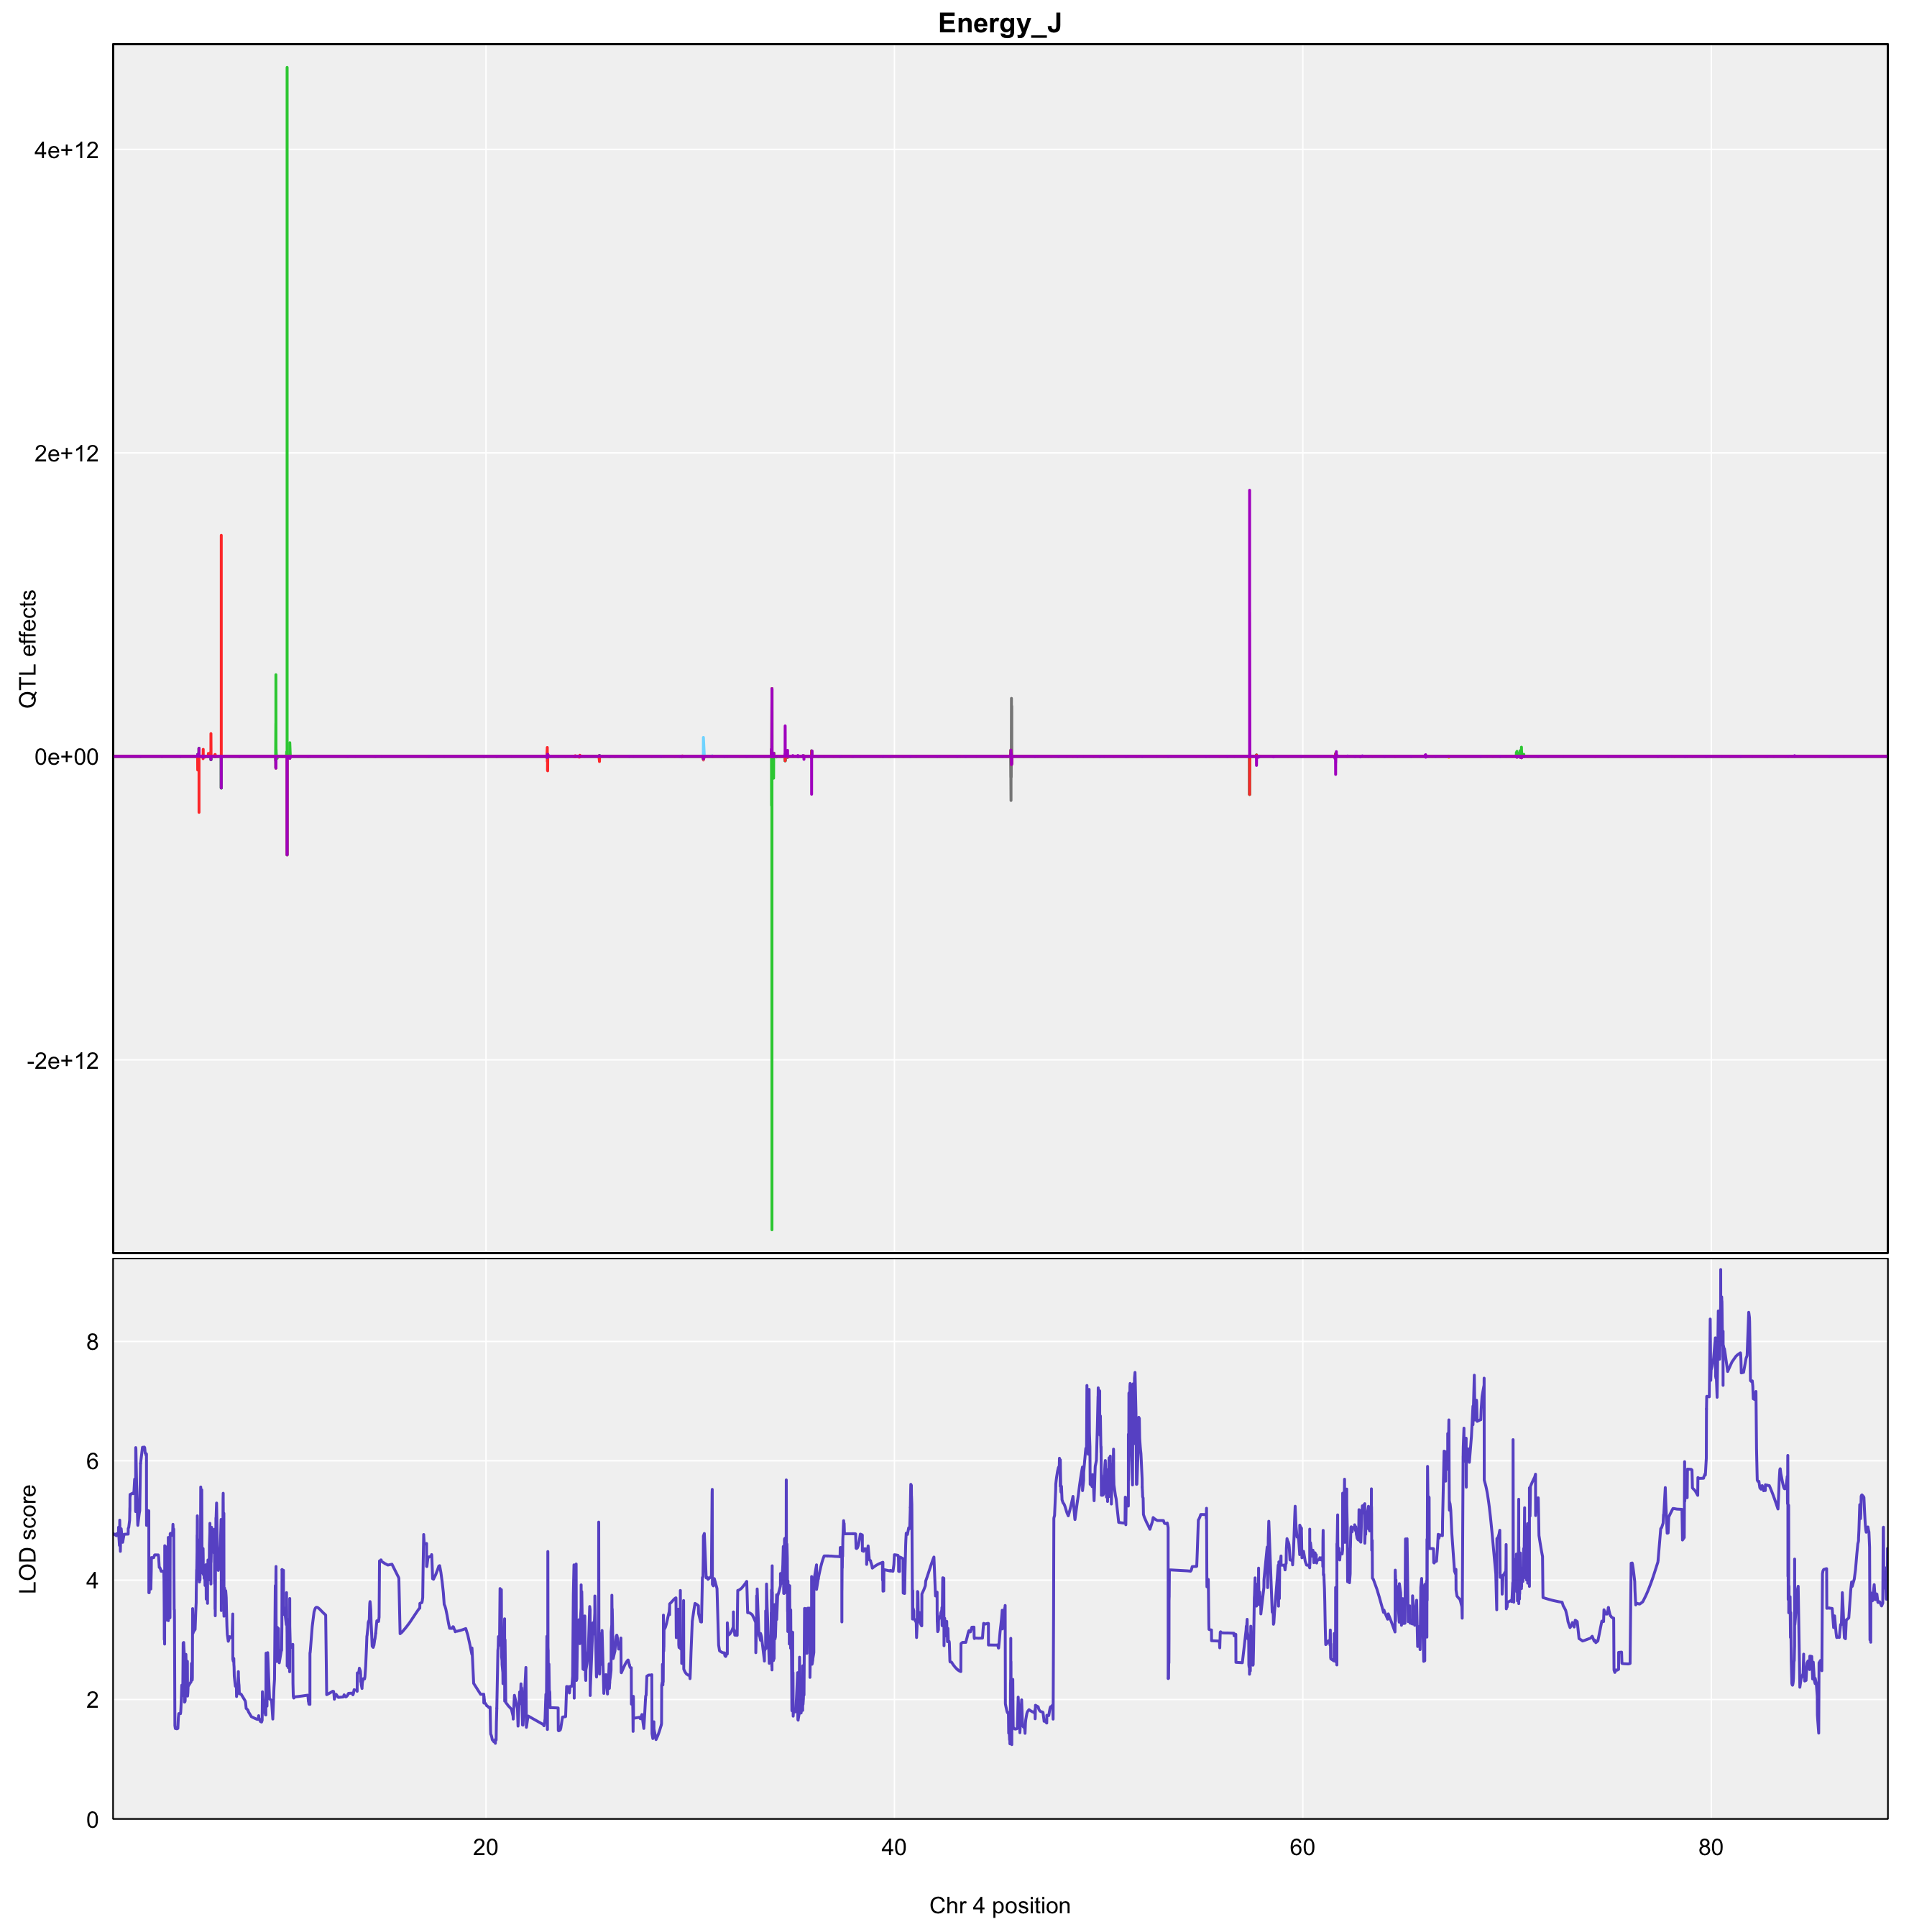 Energy_J
4e+12
2e+12
0e+00
-2e+12
QTL effects
8
6
4
2
0
LOD score
20 40 60 80
Chr 4 position